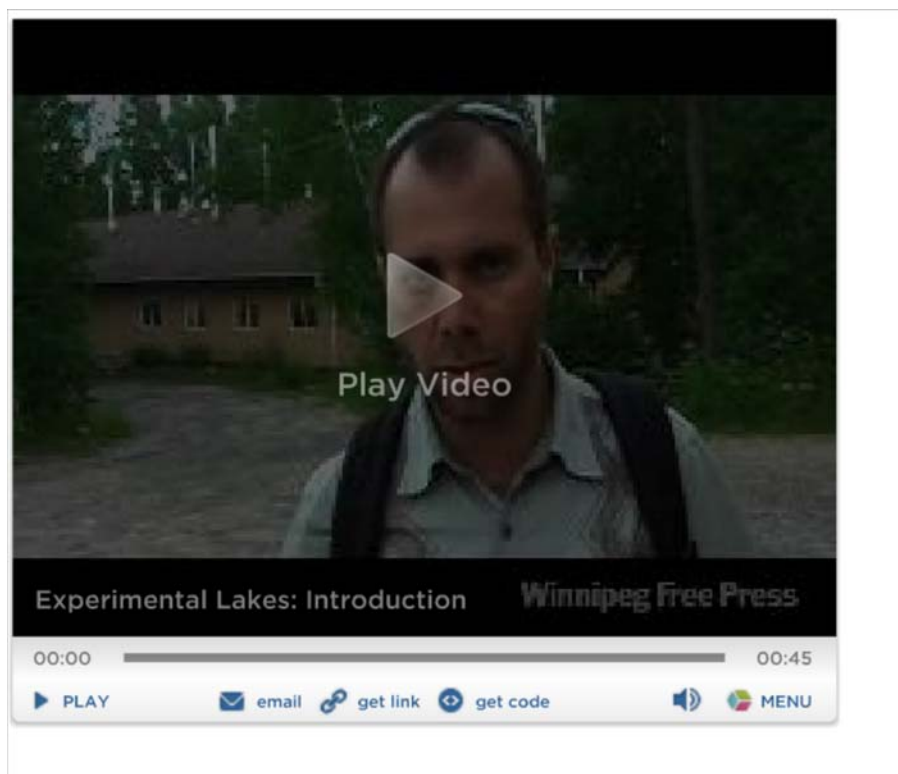 Play Video
Experimental Lakes: Introduction
Winnipeg Free Press
00:00
00:45
PLAY
email
get link
get code
MENU